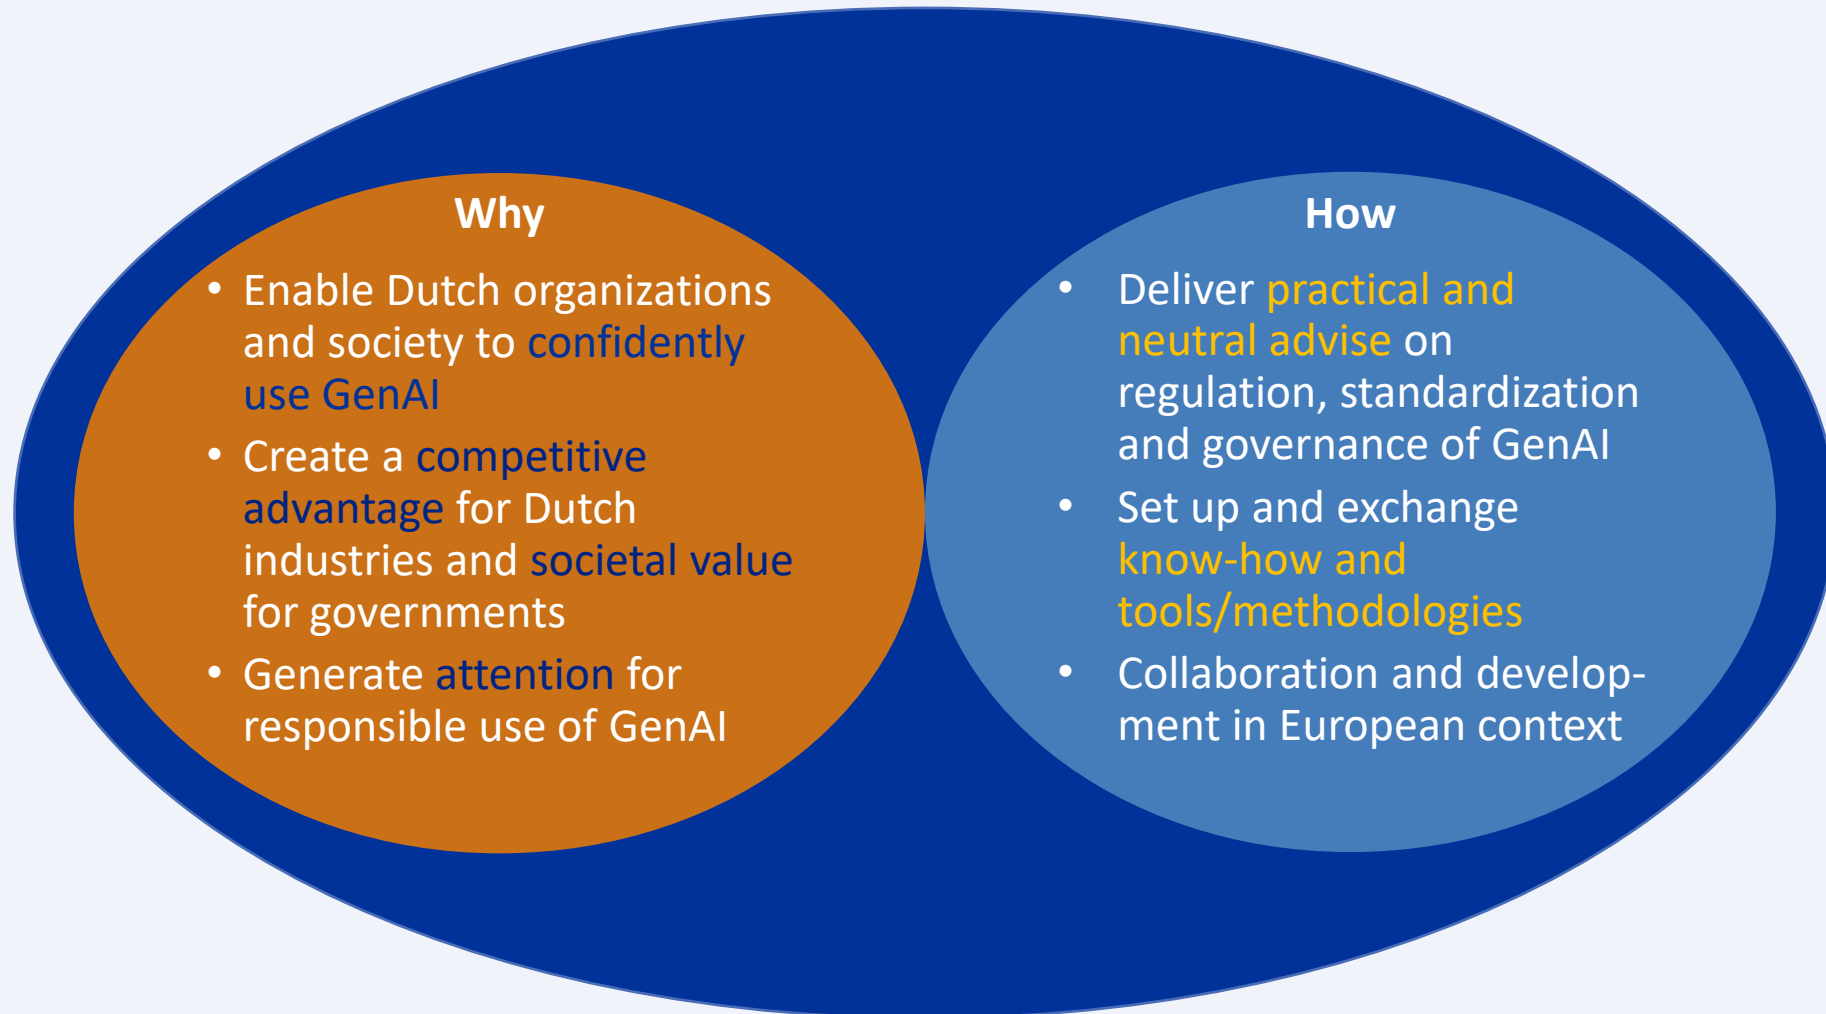 Why
• Enable Dutch organizations
and society to confidently
use GenAI
• Create a competitive
advantage for Dutch
industries and societal value
for governments
• Generate attention for
responsible use of GenAI
How
• Deliver practical and
neutral advise on
regulation, standardization
and governance of GenAI
• Set up and exchange
know-how and
tools/methodologies
• Collaboration and develop-
ment in European context